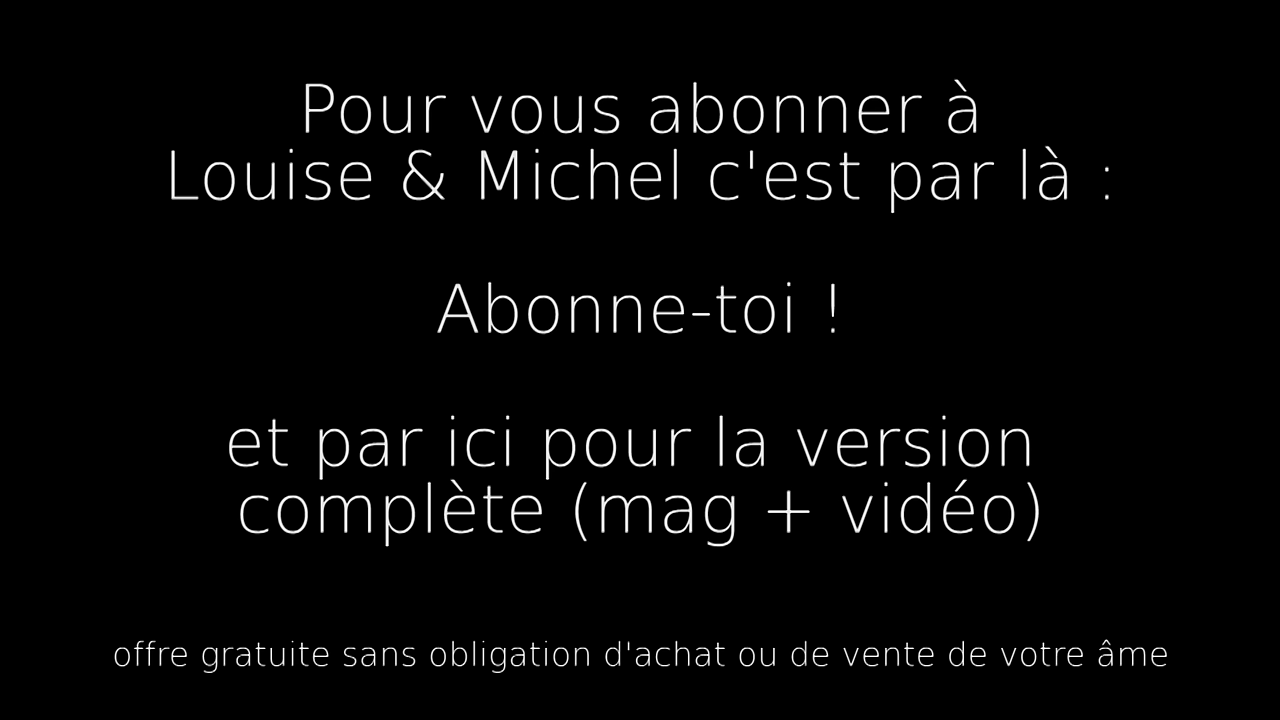 Pour vous abonner à
Louise & Michel c'est par là :
Abonne-toi !
et par ici pour la version
complète (mag + vidéo)
offre gratuite sans obligation d'achat ou de vente de votre âme